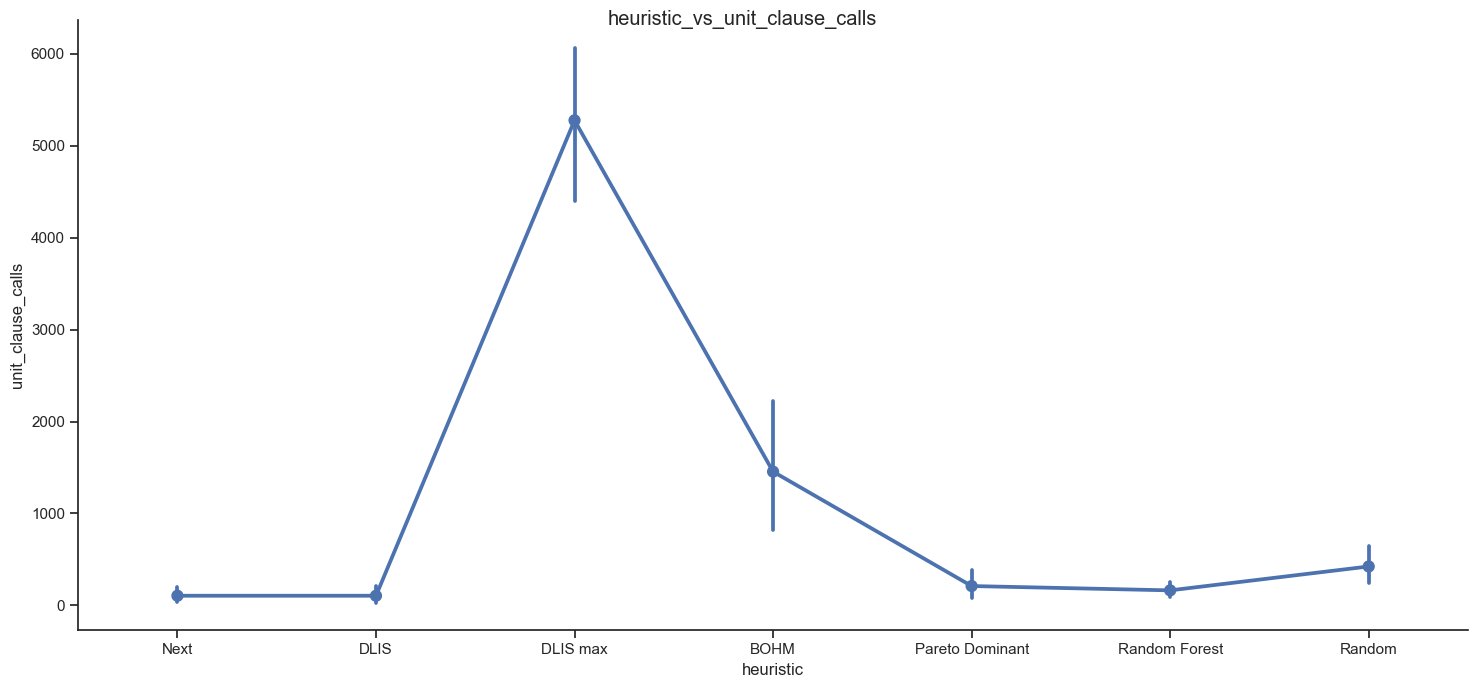 heuristic_vs_unit_clause_calls
6000
5000
4000
3000
2000
1000
0
unit_clause_calls
Next DLIS DLIS max BOHM Pareto Dominant Random Forest Random
heuristic